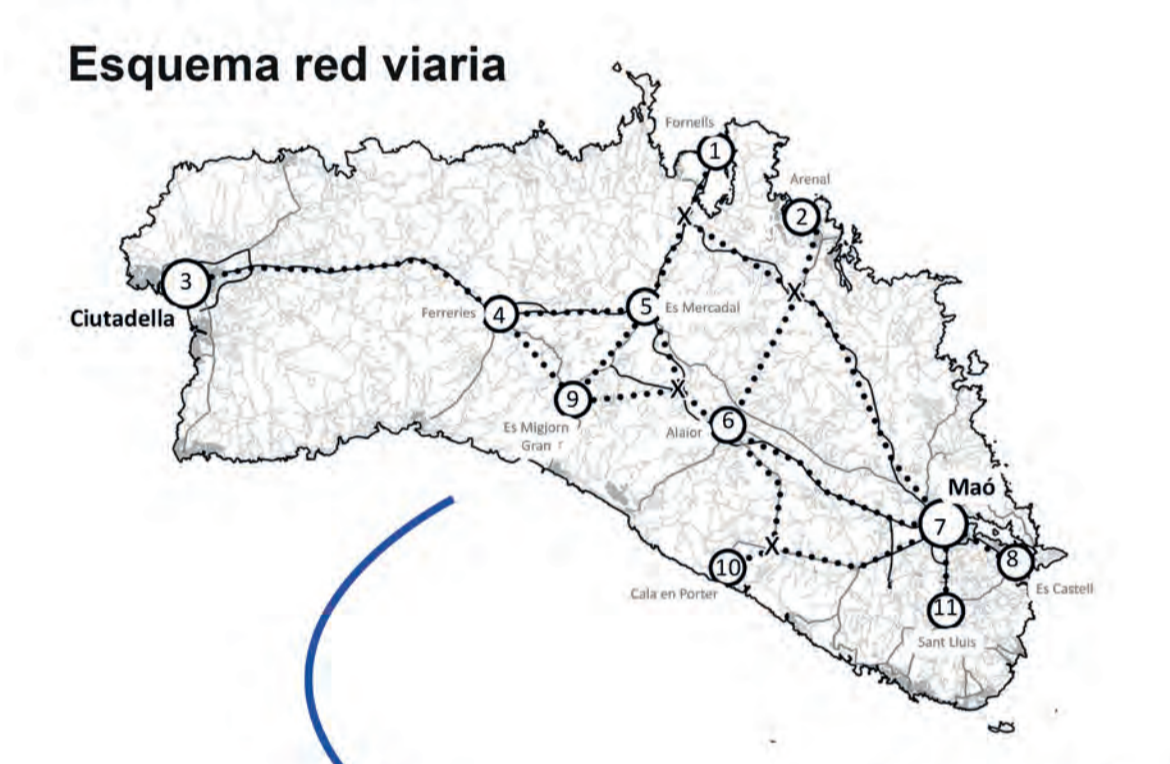 Esquema red viaria
Fornells
1
Arenal
2
X
3
X
Ciutadella
Ferreries
4
5
Es Mercadal
X
9
6
Es Migjorn
Gran r
Alaior
Maó
7
X
10
8
Cala en Porter
Es Castell
11
Sant Lluis